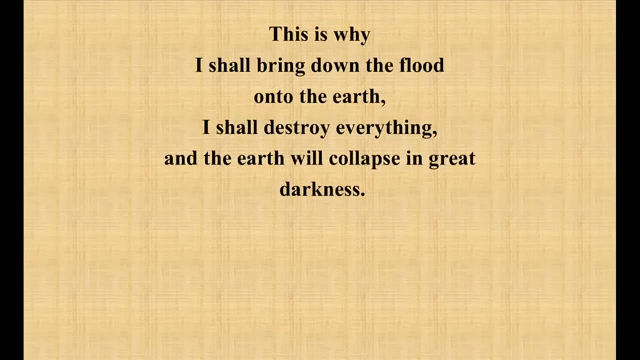 This is why
I shall bring down the flood
onto the earth,
I shall destroy everything,
and the earth will collapse in great
darkness.